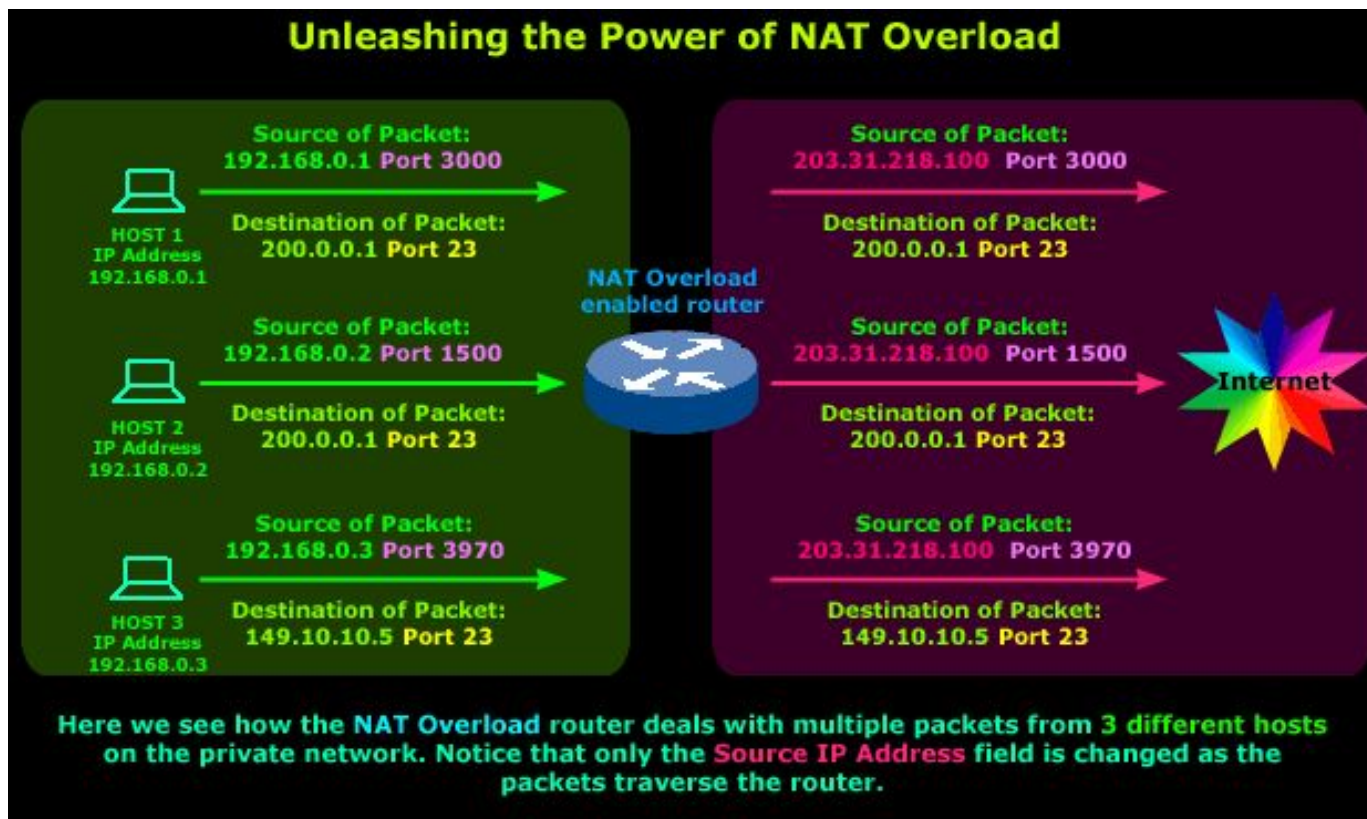 Unleashing the Power of NAT Overload
Source of Packet:
192.168.0.1 Port 3000
HOST 1
IP Address
192.168.0.1
Destination of Packet:
200.0.0.1 Port 23
Source of Packet:
203.31.218.100 Port 3000
Destination of Packet:
200.0.0.1 Port 23
NAT Overload
enabled router
Source of Packet:
192.168.0.2 Port 1500
HOST 2
IP Address
192.168.0.2
Destination of Packet:
200.0.0.1 Port 23
Source of Packet:
203.31.218.100 Port 1500
Destination of Packet:
200.0.0.1 Port 23
Internet
Source of Packet:
192.168.0.3 Port 3970
HOST 3
IP Address
192.168.0.3
Destination of Packet:
149.10.10.5 Port 23
Source of Packet:
203.31.218.100 Port 3970
Destination of Packet:
149.10.10.5 Port 23
Here we see how the NAT Overload router deals with multiple packets from 3 different hosts
on the private network. Notice that only the Source IP Address field is changed as the
packets traverse the router.